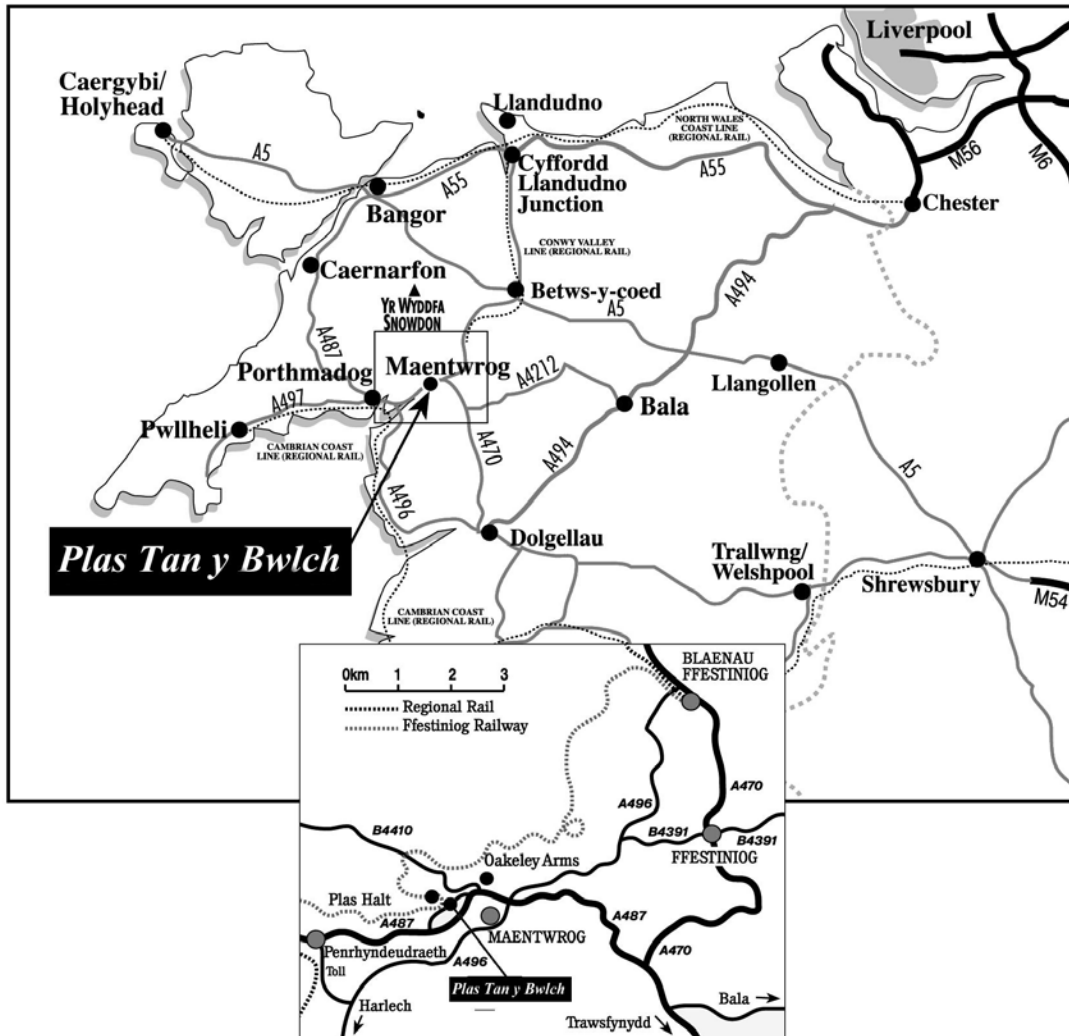 Liverpool
Caergybi/
Holyhead
Llandudno
NORTH WALES
COAST LINE
(REGIONAL RAIL)
M56
M6
A5
A55
Cyffordd
Llandudno
Junction
A55
Bangor
Chester
CONWY VALLEY
LINE (REGIONAL RAIL)
Caernarfon
A494
YR WYDDFA
SNOWDON
Betws-y-coed
A5
A487
Maentwrog
Porthmadog
A4212
Llangollen
A497
Bala
Pwllheli
CAMBRIAN COAST
LINE (REGIONAL RAIL)
A470
A494
A5
A496
Plas Tan y Bwlch
Dolgellau
Trallwng/
Welshpool
Shrewsbury
M54
CAMBRIAN COAST
LINE (REGIONAL RAIL)
0km 1 2 3
Regional Rail
Ffestiniog Railway
BLAENAU
FFESTINIOG
A470
A496
B4410
B4391
B4391
FFESTINIOG
Oakeley Arms
Plas Halt
A487
A487
MAENTWROG
A470
Penrhyndeudraeth
Toll
A496
Plas Tan y Bwlch
Harlech
Bala
Trawsfynydd